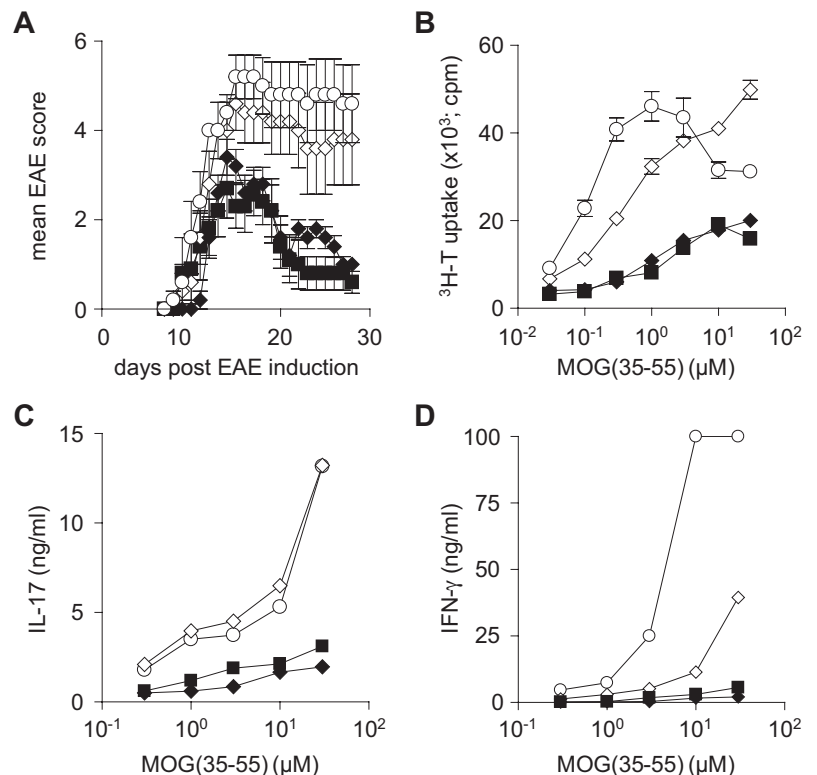 A
6
4
2
0
mean EAE score
0 10 20 30
days post EAE induction
B
60
40
20
0
³H-T uptake (x10³; cpm)
10⁻² 10⁻¹ 10⁰ 10¹ 10²
MOG(35-55) (µM)
C
15
10
5
0
IL-17 (ng/ml)
10⁻¹ 10⁰ 10¹ 10²
MOG(35-55) (µM)
D
100
75
50
25
0
IFN-γ (ng/ml)
10⁻¹ 10⁰ 10¹ 10²
MOG(35-55) (µM)